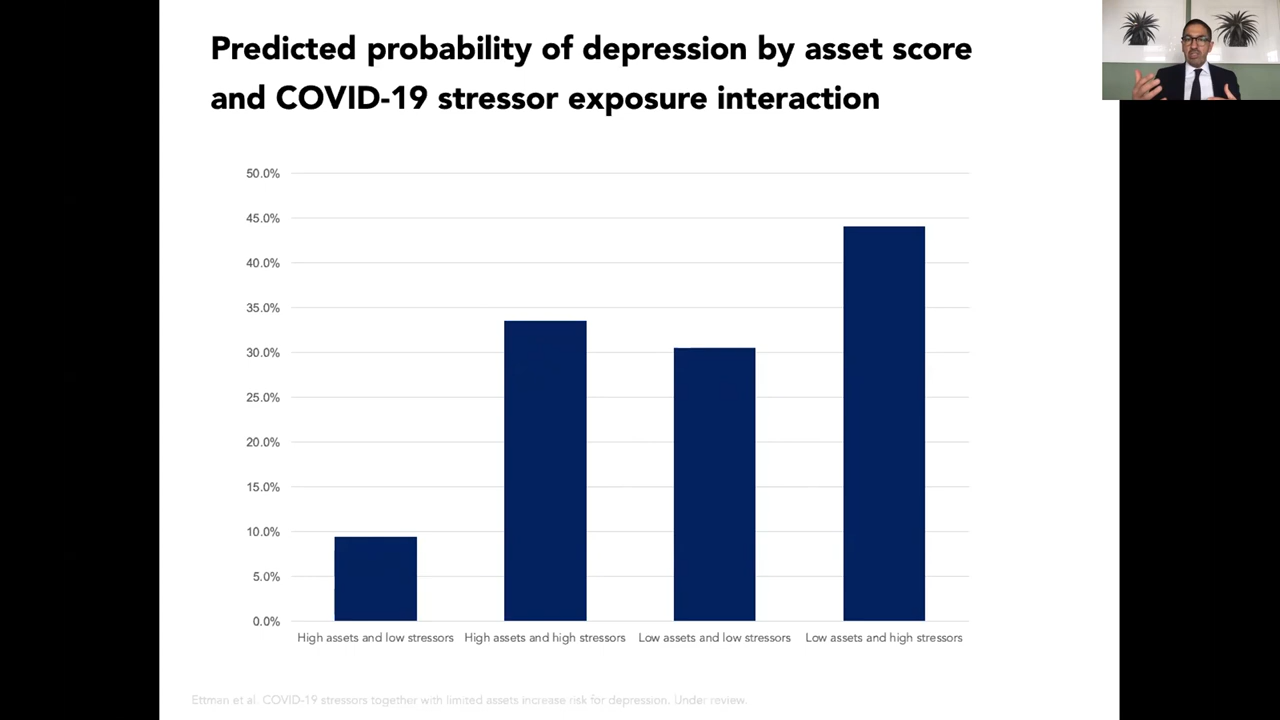 Predicted probability of depression by asset score
and COVID-19 stressor exposure interaction
50.0%
45.0%
40.0%
35.0%
30.0%
25.0%
20.0%
15.0%
10.0%
5.0%
0.0%
High assets and low stressors
High assets and high stressors
Low assets and low stressors
Low assets and high stressors
Ettman et al. COVID-19 stressors together with limited assets increase risk for depression. Under review.